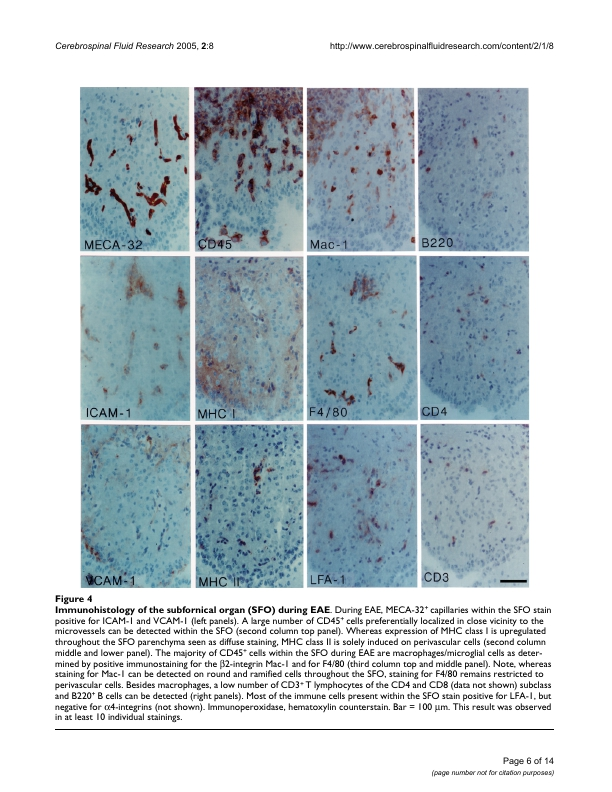 Cerebrospinal Fluid Research 2005, 2:8
http://www.cerebrospinalfluidresearch.com/content/2/1/8
MECA-32
CD45
Mac-1
B220
ICAM-1
MHC I
F4/80
CD4
VCAM-1
MHC II
LFA-1
CD3
Figure 4
Immunohistology of the subfornical organ (SFO) during EAE. During EAE, MECA-32⁺ capillaries within the SFO stain
positive for ICAM-1 and VCAM-1 (left panels). A large number of CD45⁺ cells preferentially localized in close vicinity to the
microvessels can be detected within the SFO (second column top panel). Whereas expression of MHC class I is upregulated
throughout the SFO parenchyma seen as diffuse staining, MHC class II is solely induced on perivascular cells (second column
middle and lower panel). The majority of CD45⁺ cells within the SFO during EAE are macrophages/microglial cells as deter-
mined by positive immunostaining for the β2-integrin Mac-1 and for F4/80 (third column top and middle panel). Note, whereas
staining for Mac-1 can be detected on round and ramified cells throughout the SFO, staining for F4/80 remains restricted to
perivascular cells. Besides macrophages, a low number of CD3⁺ T lymphocytes of the CD4 and CD8 (data not shown) subclass
and B220⁺ B cells can be detected (right panels). Most of the immune cells present within the SFO stain positive for LFA-1, but
negative for α4-integrins (not shown). Immunoperoxidase, hematoxylin counterstain. Bar = 100 μm. This result was observed
in at least 10 individual stainings.
Page 6 of 14
(page number not for citation purposes)